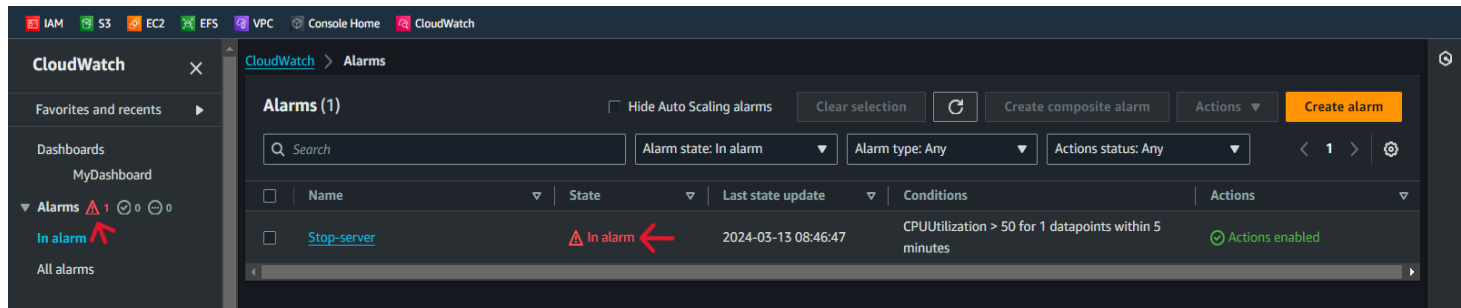 IAM S3 EC2 EFS VPC Console Home CloudWatch
CloudWatch
Favorites and recents
Dashboards
MyDashboard
Alarms 1 0 0
In alarm
All alarms
CloudWatch > Alarms
Alarms (1)
Hide Auto Scaling alarms Clear selection Create composite alarm Actions Create alarm
Search Alarm state: In alarm Alarm type: Any Actions status: Any 1
Name State Last state update Conditions Actions
Stop-server In alarm 2024-03-13 08:46:47 CPUUtilization > 50 for 1 datapoints within 5 Actions enabled
minutes